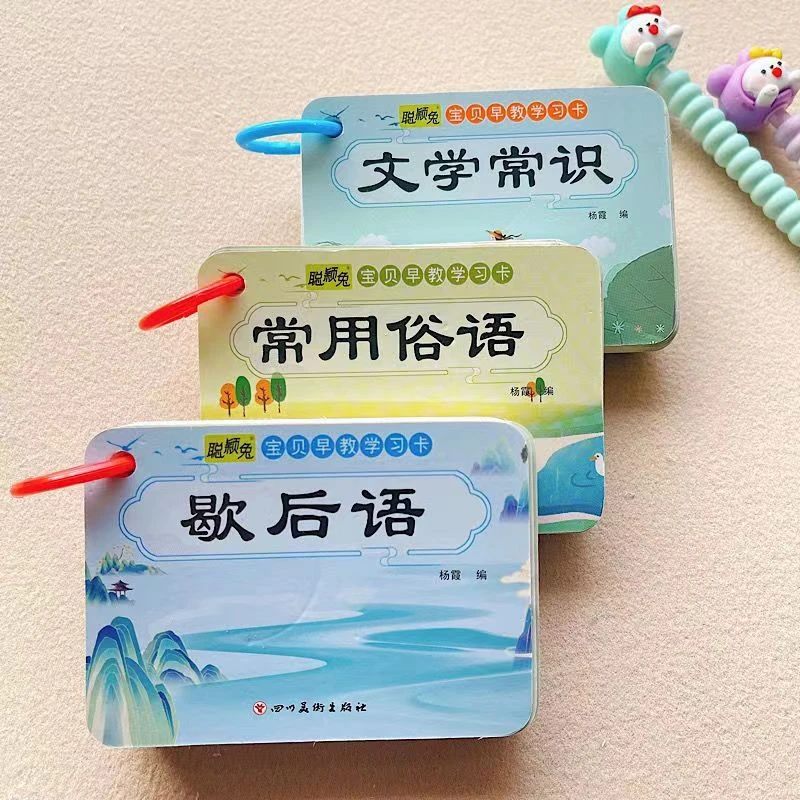 聪颖兔 宝贝早教学习卡
文学常识
杨霞 编
聪颖兔 宝贝早教学习卡
常用俗语
杨霞 编
聪颖兔 宝贝早教学习卡
歇后语
杨霞 编
四川美术出版社